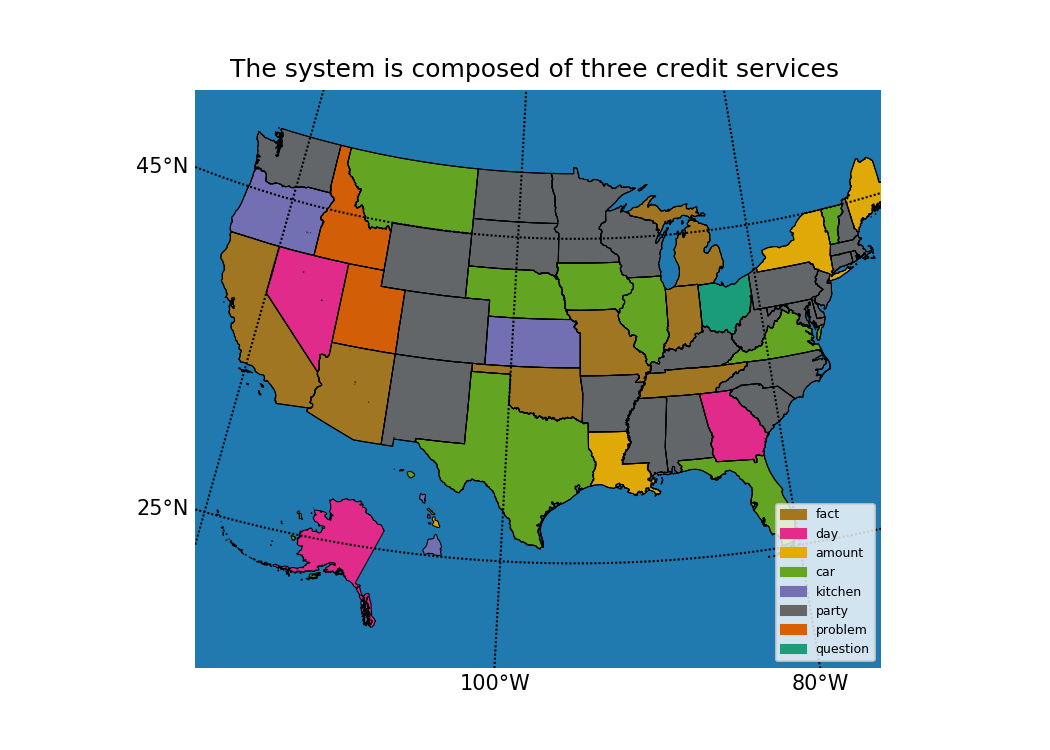 The system is composed of three credit services
45°N
25°N
100°W
80°W
fact
day
amount
car
kitchen
party
problem
question